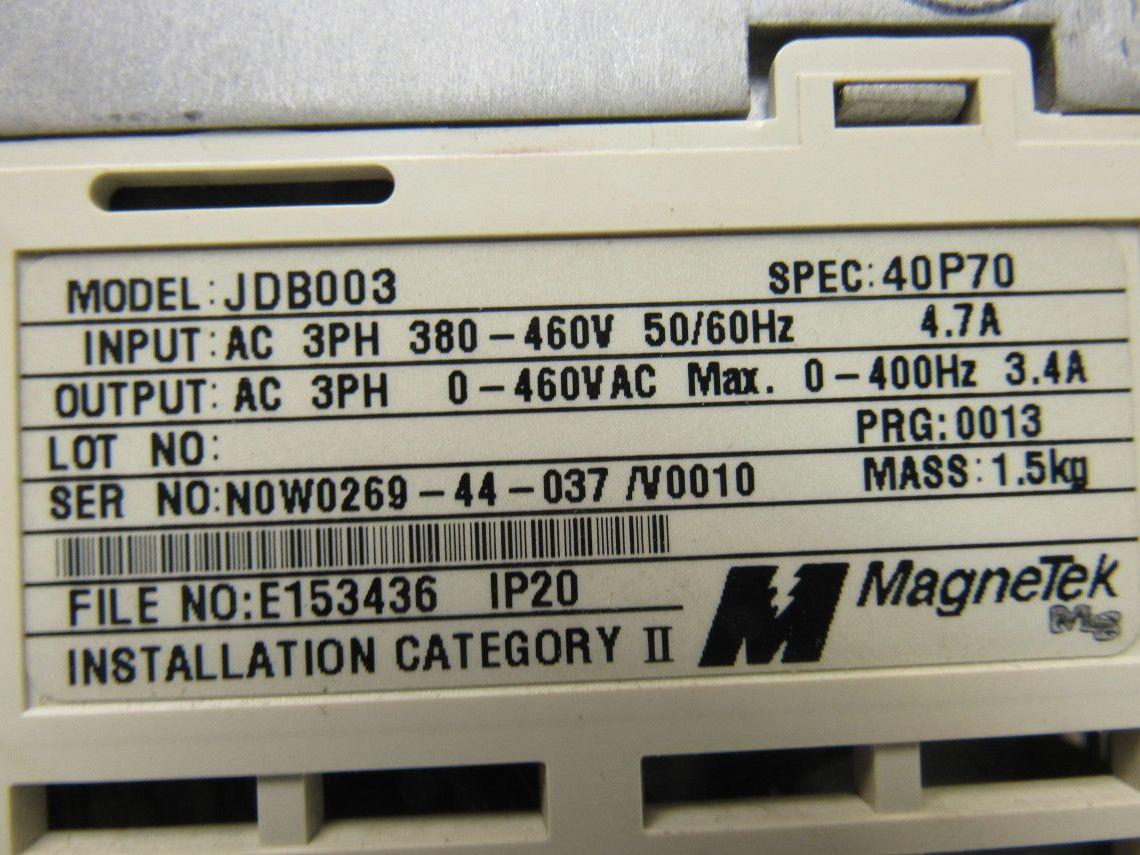 MODEL:JDB003 SPEC:40P70
INPUT:AC 3PH 380-460V 50/60Hz 4.7A
OUTPUT: AC 3PH 0-460VAC Max. 0-400Hz 3.4A
LOT NO: PRG:0013
SER NO:N0W0269-44-037 /V0010 MASS:1.5kg
FILE NO:E153436 IP20
MagneTek
INSTALLATION CATEGORY II